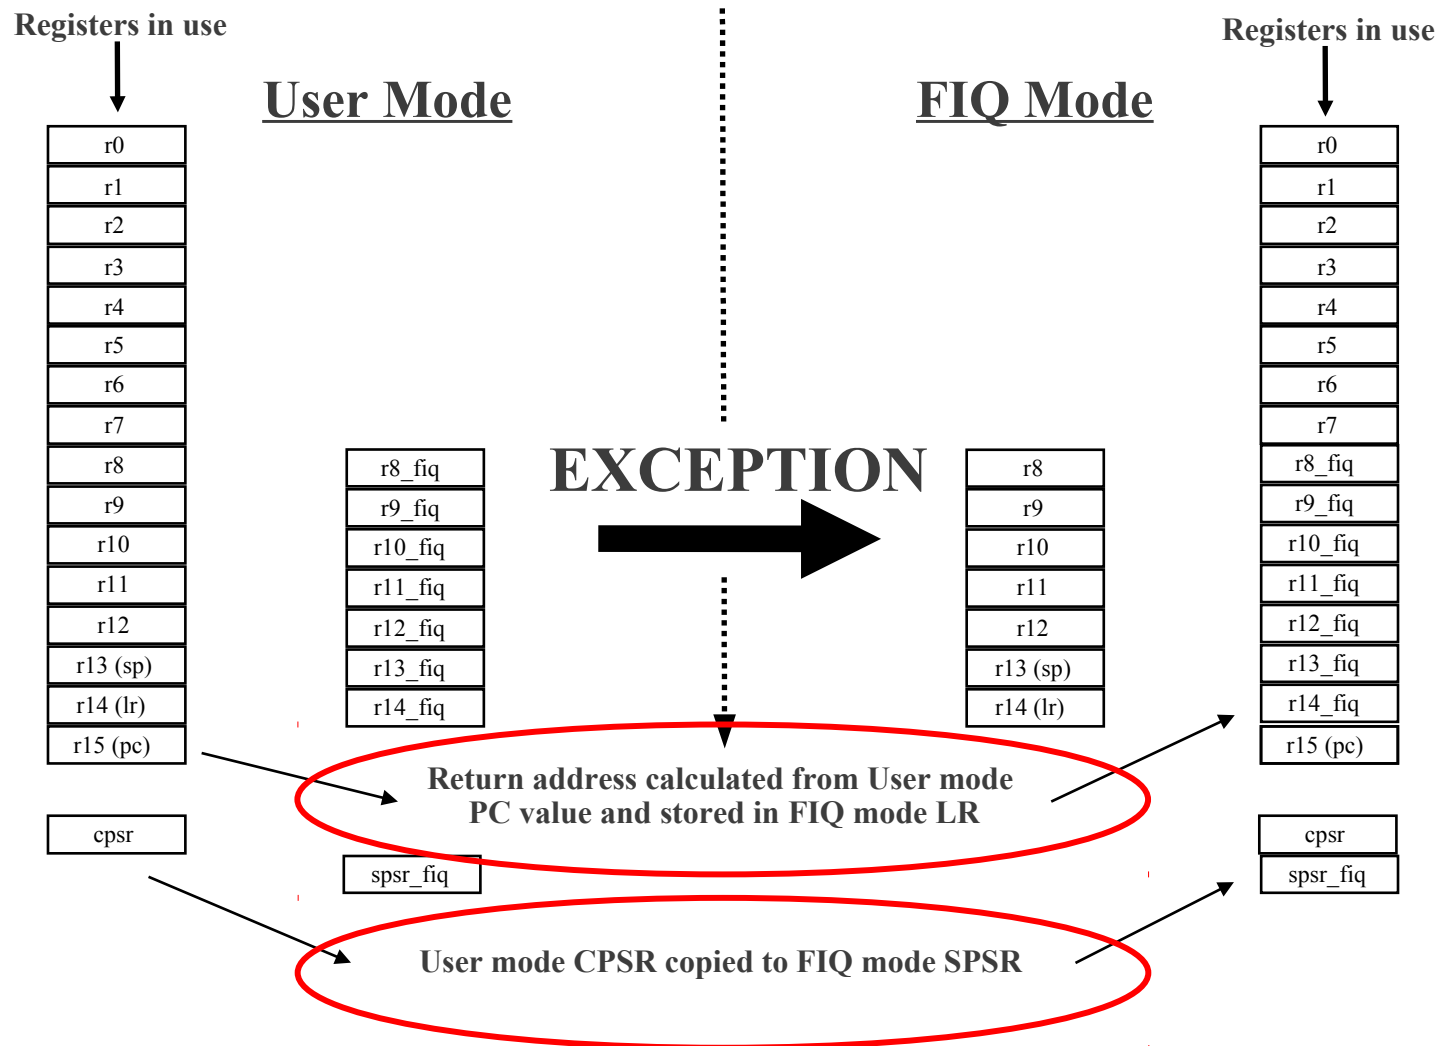 Registers in use
Registers in use
User Mode
FIQ Mode
r0
r1
r2
r3
r4
r5
r6
r7
r8
r9
r10
r11
r12
r13 (sp)
r14 (lr)
r15 (pc)
cpsr
r8_fiq
r9_fiq
r10_fiq
r11_fiq
r12_fiq
r13_fiq
r14_fiq
spsr_fiq
EXCEPTION
r8
r9
r10
r11
r12
r13 (sp)
r14 (lr)
r0
r1
r2
r3
r4
r5
r6
r7
r8_fiq
r9_fiq
r10_fiq
r11_fiq
r12_fiq
r13_fiq
r14_fiq
r15 (pc)
cpsr
spsr_fiq
Return address calculated from User mode
PC value and stored in FIQ mode LR
User mode CPSR copied to FIQ mode SPSR